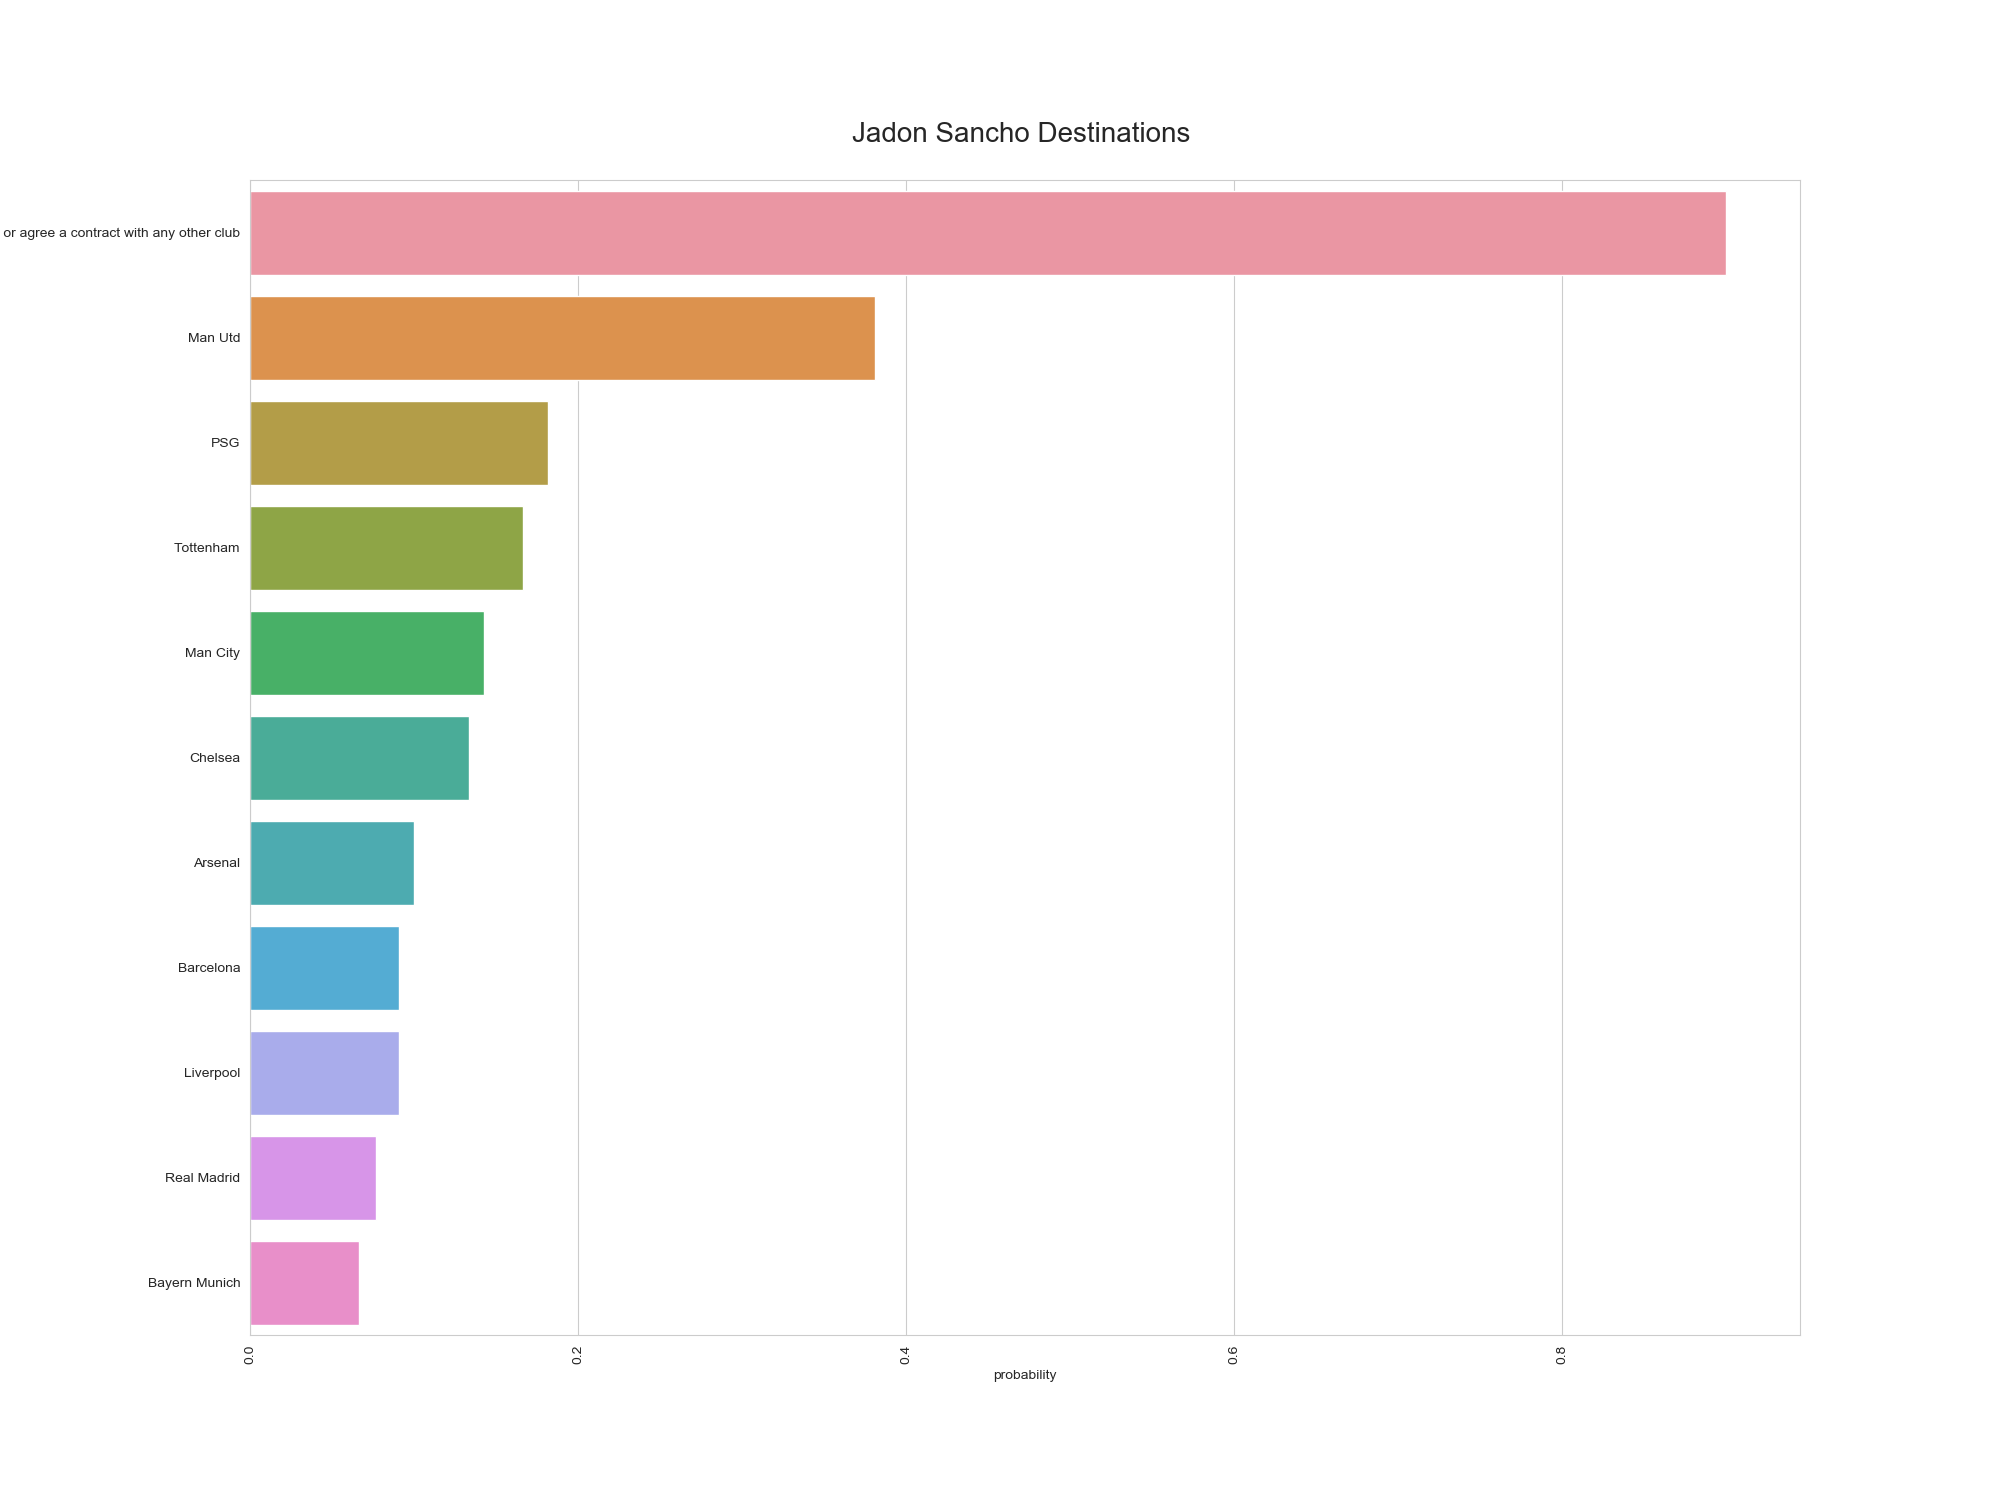 Jadon Sancho Destinations
or agree a contract with any other club
Man Utd
PSG
Tottenham
Man City
Chelsea
Arsenal
Barcelona
Liverpool
Real Madrid
Bayern Munich
0.0
0.2
0.4
0.6
0.8
probability